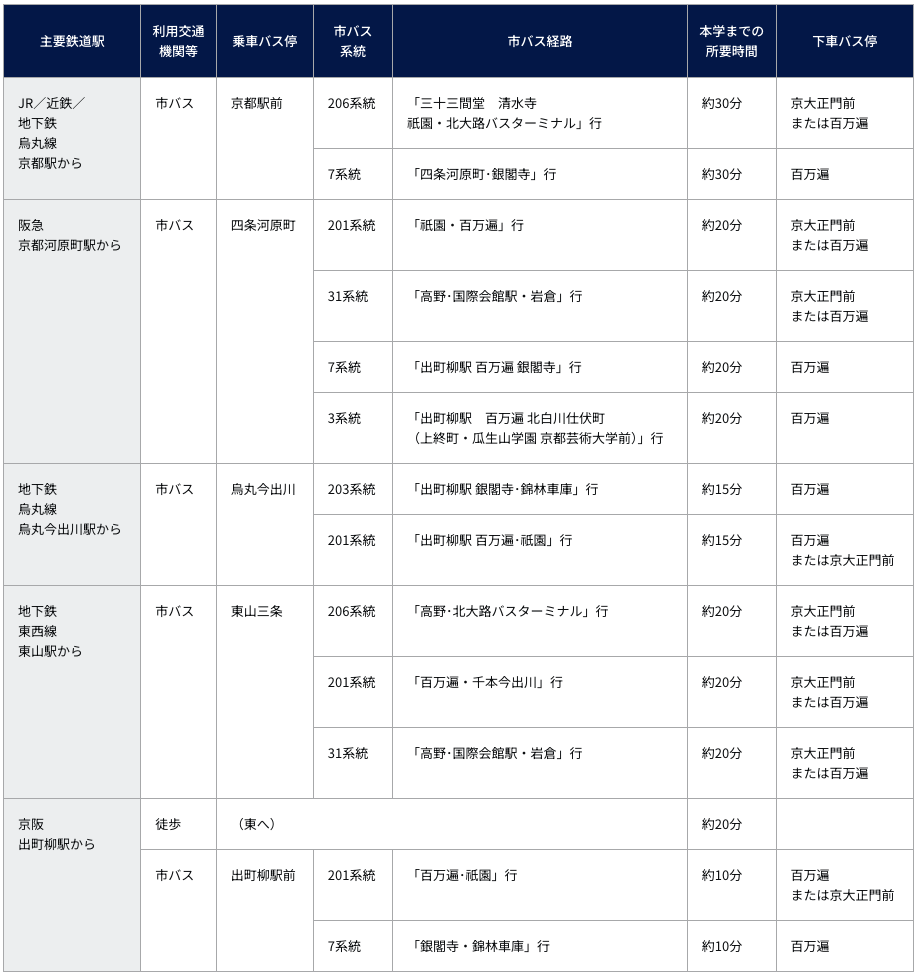 主要鉄道駅
利用交通
機関等
乗車バス停
市バス
系統
市バス経路
本学までの
所要時間
下車バス停
JR／近鉄／
地下鉄
烏丸線
京都駅から
市バス
京都駅前
206系統
「三十三間堂　清水寺
祇園・北大路バスターミナル」行
約30分
京大正門前
または百万遍
7系統
「四条河原町･銀閣寺」行
約30分
百万遍
阪急
京都河原町駅から
市バス
四条河原町
201系統
「祇園・百万遍」行
約20分
京大正門前
または百万遍
31系統
「高野･国際会館駅・岩倉」行
約20分
京大正門前
または百万遍
7系統
「出町柳駅 百万遍 銀閣寺」行
約20分
百万遍
3系統
「出町柳駅　百万遍 北白川仕伏町
（上終町・瓜生山学園 京都芸術大学前）」行
約20分
百万遍
地下鉄
烏丸線
烏丸今出川駅から
市バス
烏丸今出川
203系統
「出町柳駅 銀閣寺･錦林車庫」行
約15分
百万遍
201系統
「出町柳駅 百万遍･祇園」行
約15分
百万遍
または京大正門前
地下鉄
東西線
東山駅から
市バス
東山三条
206系統
「高野･北大路バスターミナル」行
約20分
京大正門前
または百万遍
201系統
「百万遍・千本今出川」行
約20分
京大正門前
または百万遍
31系統
「高野･国際会館駅・岩倉」行
約20分
京大正門前
または百万遍
京阪
出町柳駅から
徒歩
（東へ）
約20分
市バス
出町柳駅前
201系統
「百万遍･祇園」行
約10分
百万遍
または京大正門前
7系統
「銀閣寺・錦林車庫」行
約10分
百万遍